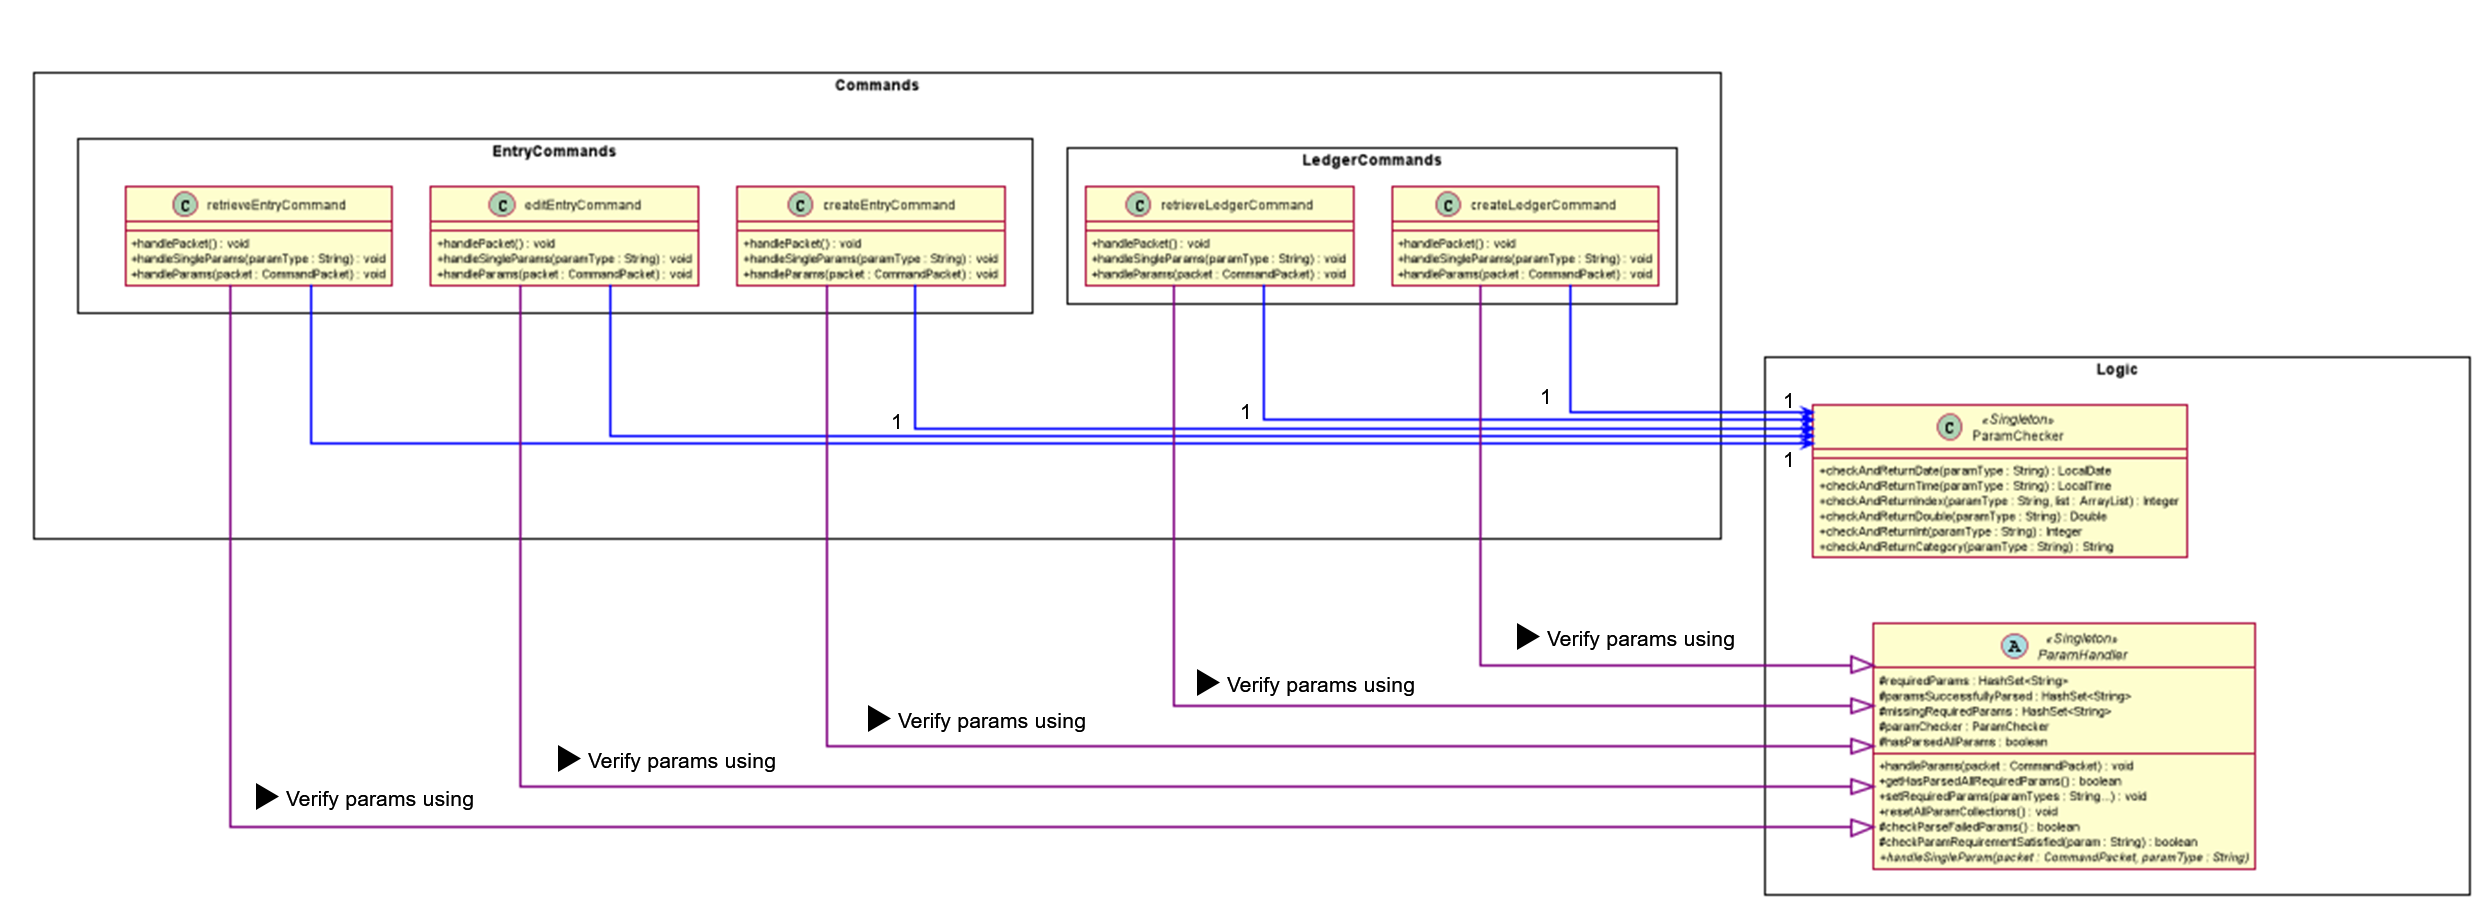 Commands
EntryCommands
C retrieveEntryCommand
+handlePacket() : void
+handleSingleParams(paramType : String) : void
+handleParams(packet : CommandPacket) : void
C editEntryCommand
+handlePacket() : void
+handleSingleParams(paramType : String) : void
+handleParams(packet : CommandPacket) : void
C createEntryCommand
+handlePacket() : void
+handleSingleParams(paramType : String) : void
+handleParams(packet : CommandPacket) : void
LedgerCommands
C retrieveLedgerCommand
+handlePacket() : void
+handleSingleParams(paramType : String) : void
+handleParams(packet : CommandPacket) : void
C createLedgerCommand
+handlePacket() : void
+handleSingleParams(paramType : String) : void
+handleParams(packet : CommandPacket) : void
1
1
1
1
1
Logic
C «Singleton»
ParamChecker
+checkAndReturnDate(paramType : String) : LocalDate
+checkAndReturnTime(paramType : String) : LocalTime
+checkAndReturnIndex(paramType : String, list : ArrayList) : Integer
+checkAndReturnDouble(paramType : String) : Double
+checkAndReturnInt(paramType : String) : Integer
+checkAndReturnCategory(paramType : String) : String
A «Singleton»
ParamHandler
#requiredParams : HashSet<String>
#paramsSuccessfullyParsed : HashSet<String>
#missingRequiredParams : HashSet<String>
#paramChecker : ParamChecker
#hasParsedAllParams : boolean
+handleParams(packet : CommandPacket) : void
+getHasParsedAllRequiredParams() : boolean
+setRequiredParams(paramTypes : String...) : void
+resetAllParamCollections() : void
#checkParseFailedParams() : boolean
#checkParamRequirementSatisfied(param : String) : boolean
+handleSingleParam(packet : CommandPacket, paramType : String)
Verify params using
Verify params using
Verify params using
Verify params using
Verify params using